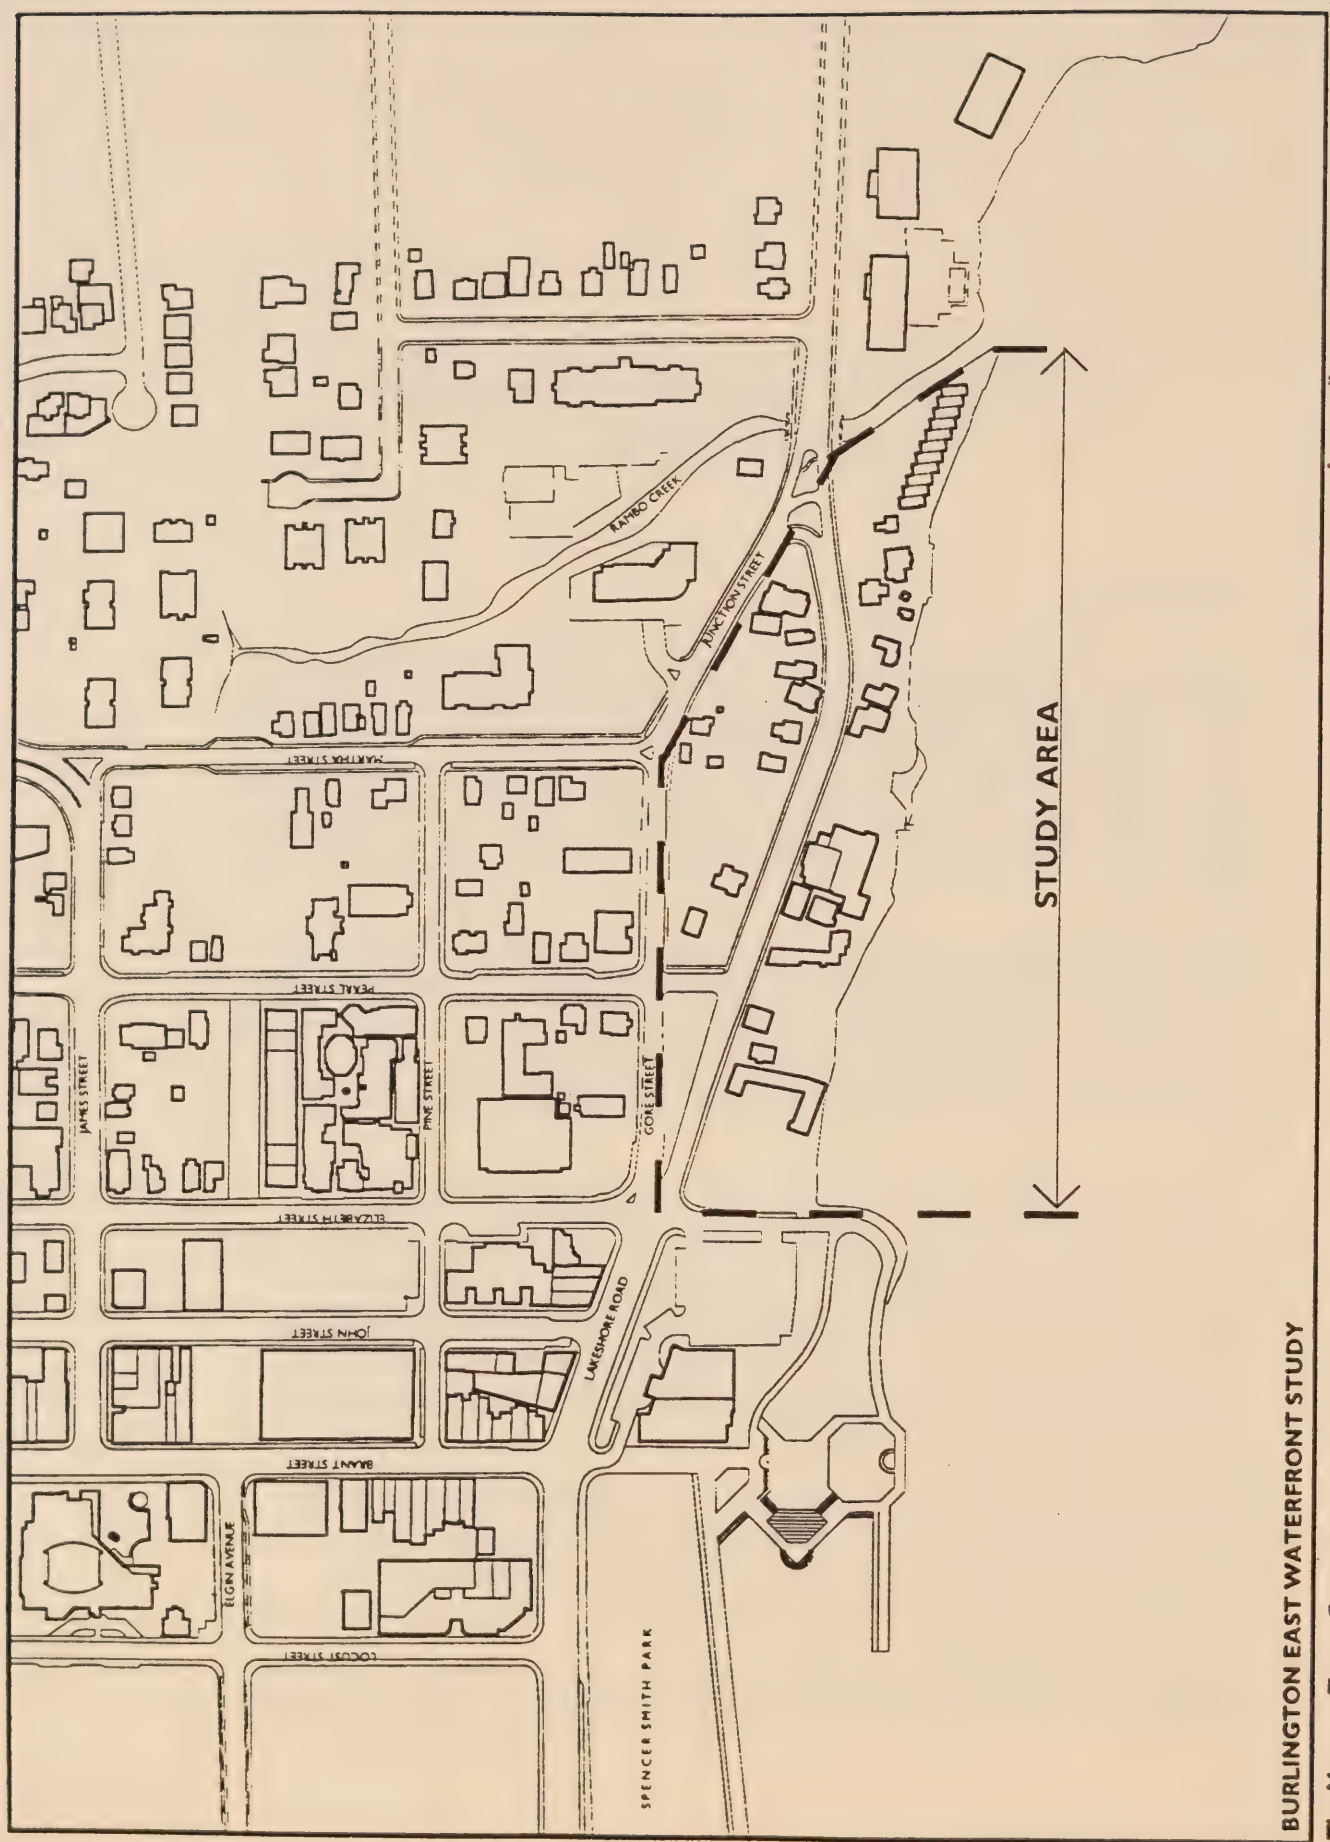 RAMBO CREEK
JUNCTION STREET
MARTHA STREET
PEARL STREET
JAMES STREET
PINE STREET
GORE STREET
ELIZABETH STREET
JOHN STREET
LAKESHORE ROAD
BRANT STREET
ELGIN AVENUE
LOCUST STREET
SPENCER SMITH PARK
STUDY AREA
BURLINGTON EAST WATERFRONT STUDY